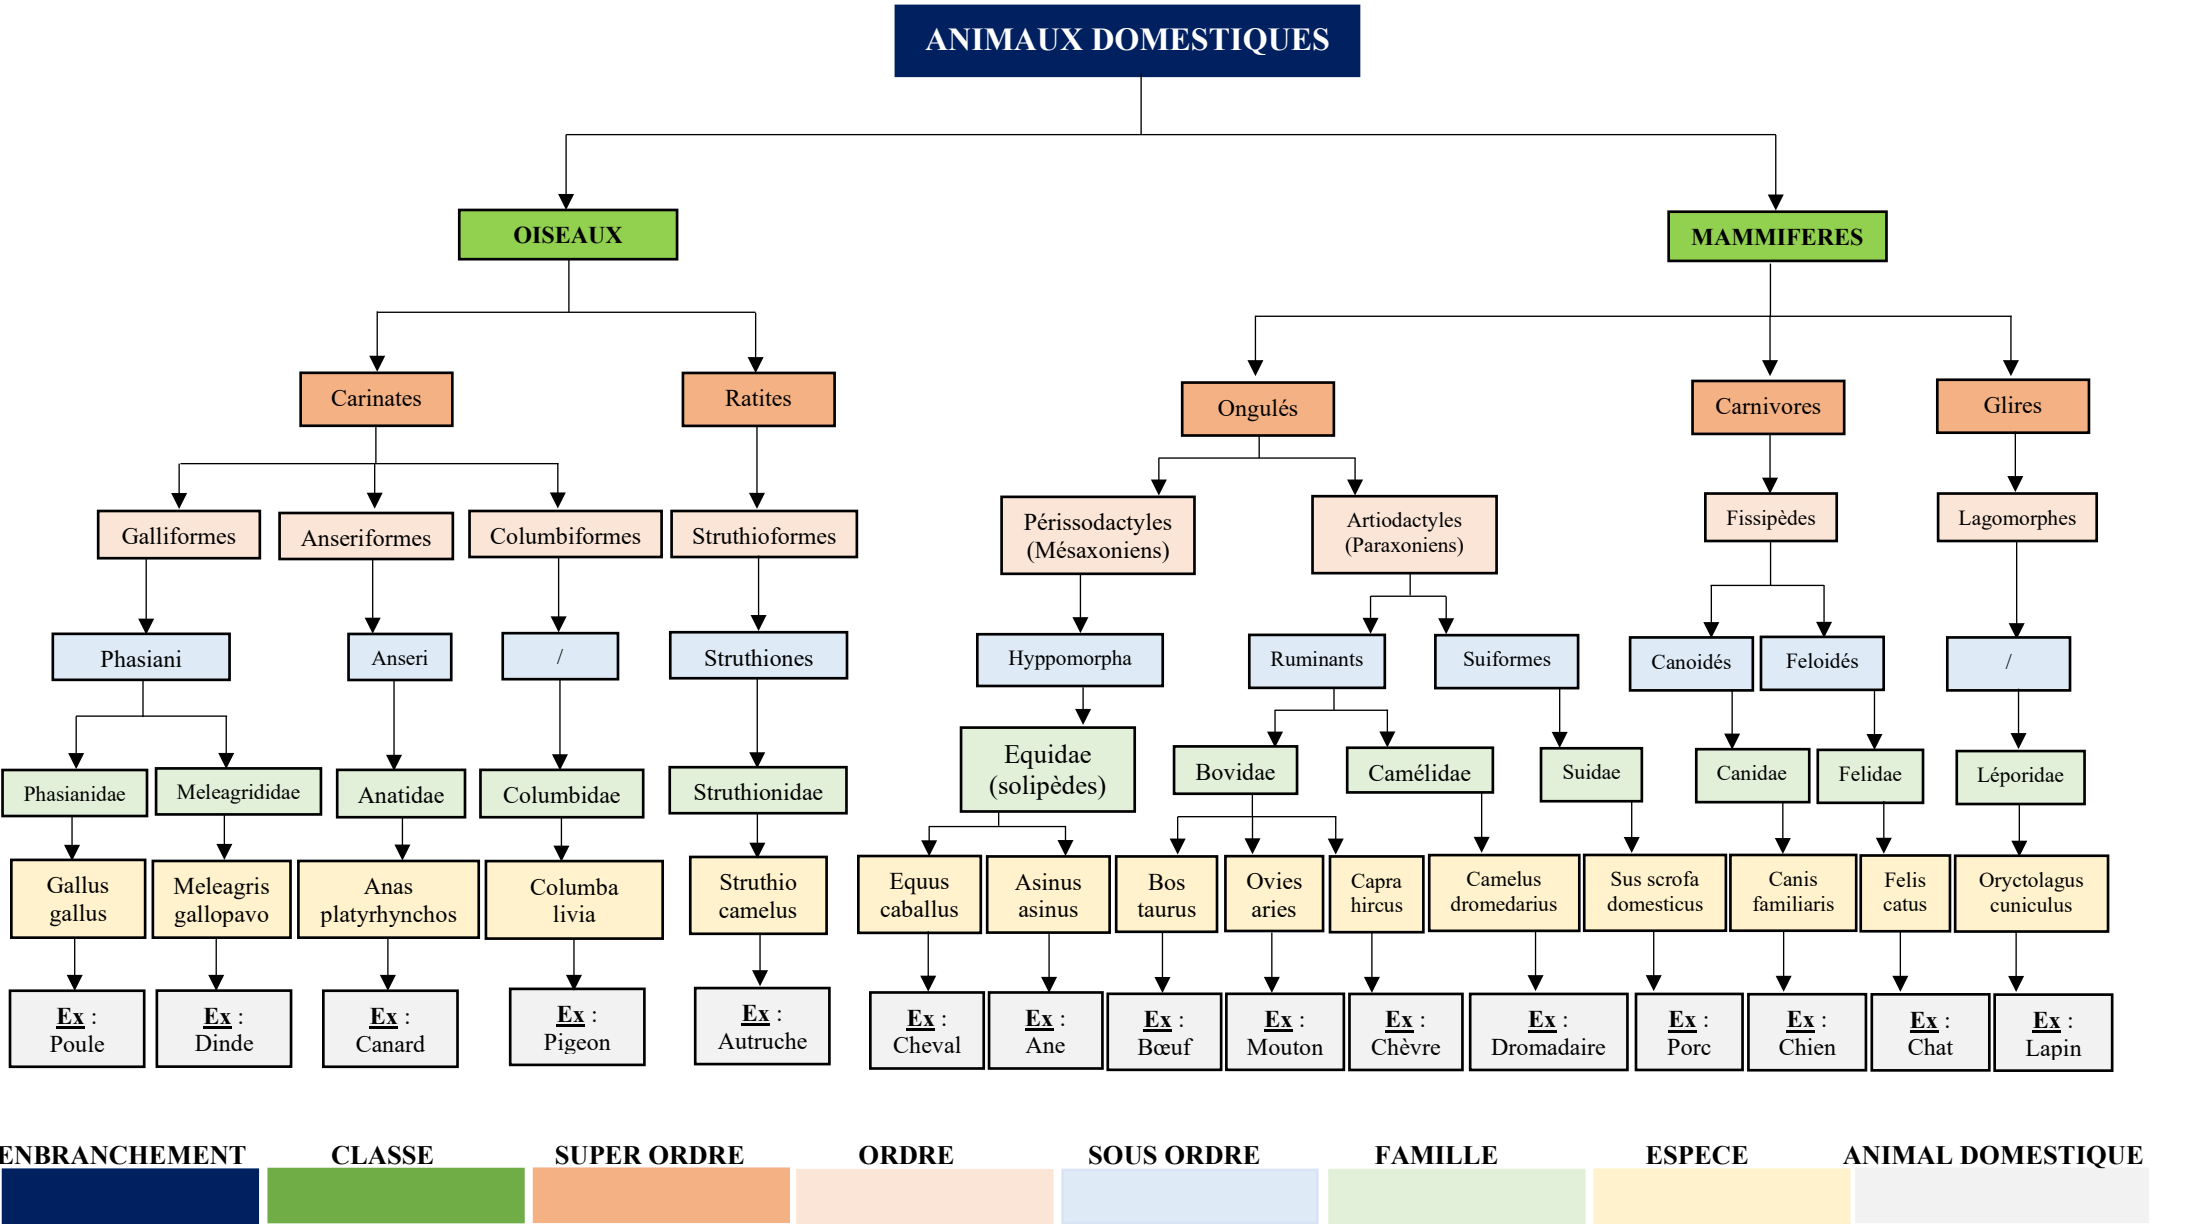 ANIMAUX DOMESTIQUES
OISEAUX
MAMMIFERES
Carinates
Ratites
Ongulés
Carnivores
Glires
Galliformes
Anseriformes
Columbiformes
Struthioformes
Périssodactyles
(Mésaxoniens)
Artiodactyles
(Paraxoniens)
Fissipèdes
Lagomorphes
Phasiani
Anseri
/
Struthiones
Hyppomorpha
Ruminants
Suiformes
Canoidés
Feloidés
/
Phasianidae
Meleagrididae
Anatidae
Columbidae
Struthionidae
Equidae
(solipèdes)
Bovidae
Camélidae
Suidae
Canidae
Felidae
Léporidae
Gallus
gallus
Meleagris
gallopavo
Anas
platyrhynchos
Columba
livia
Struthio
camelus
Equus
caballus
Asinus
asinus
Bos
taurus
Ovies
aries
Capra
hircus
Camelus
dromedarius
Sus scrofa
domesticus
Canis
familiaris
Felis
catus
Oryctolagus
cuniculus
Ex :
Poule
Ex :
Dinde
Ex :
Canard
Ex :
Pigeon
Ex :
Autruche
Ex :
Cheval
Ex :
Ane
Ex :
Bœuf
Ex :
Mouton
Ex :
Chèvre
Ex :
Dromadaire
Ex :
Porc
Ex :
Chien
Ex :
Chat
Ex :
Lapin
ENBRANCHEMENT
CLASSE
SUPER ORDRE
ORDRE
SOUS ORDRE
FAMILLE
ESPECE
ANIMAL DOMESTIQUE